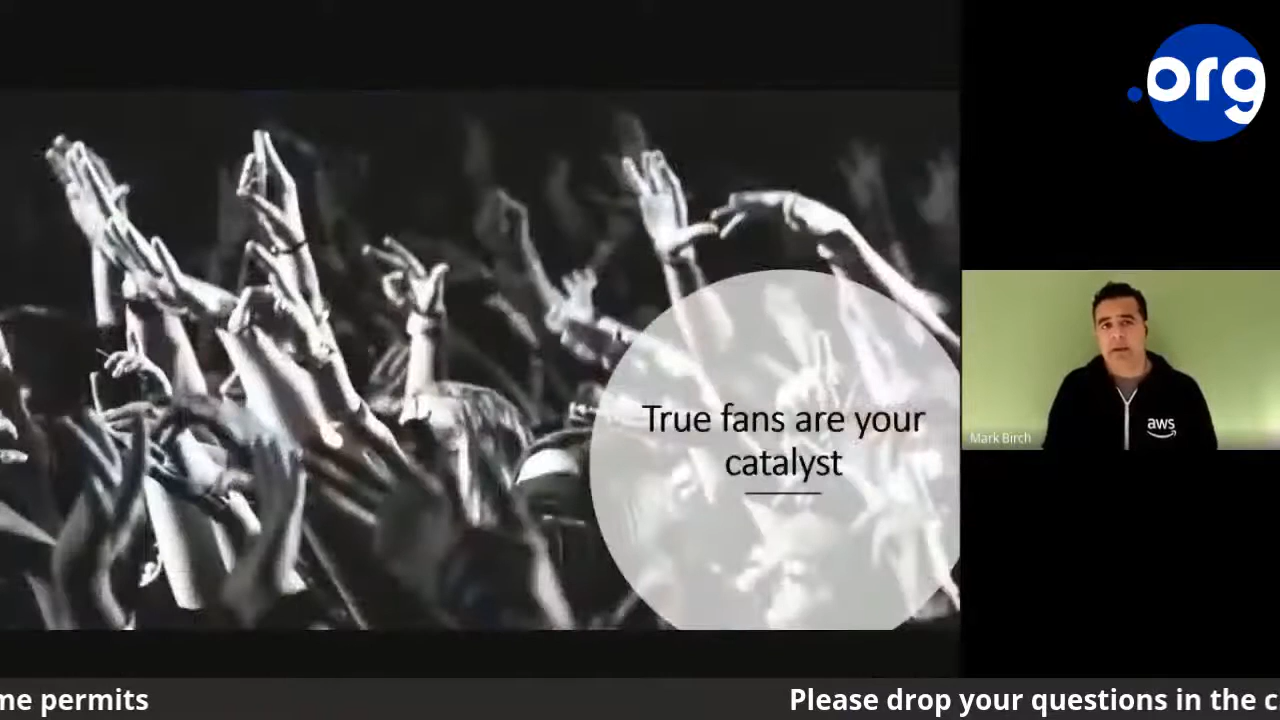 .org
True fans are your
catalyst
aws
Mark Birch
me permits
Please drop your questions in the c